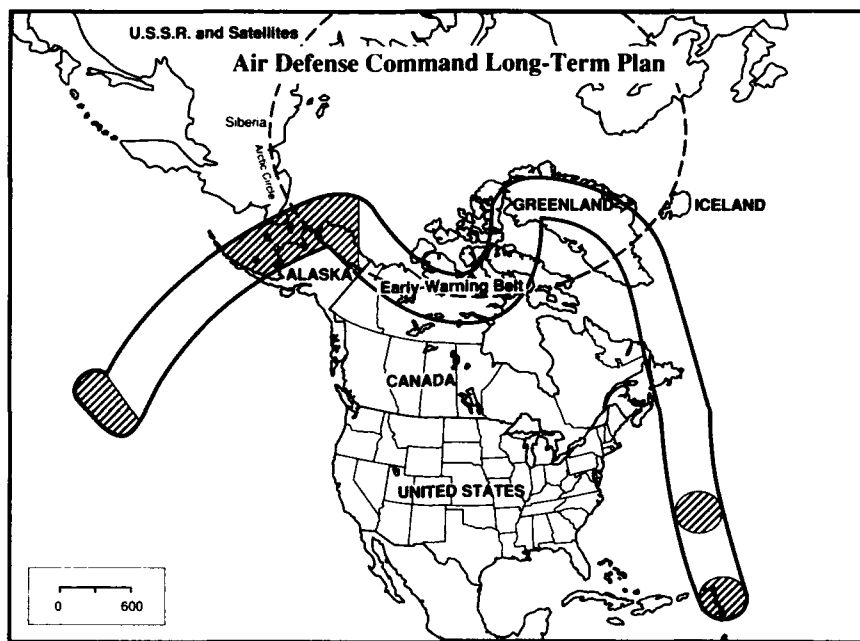 U.S.S.R. and Satellites
Air Defense Command Long-Term Plan
Siberia
Arctic Circle
GREENLAND
ICELAND
ALASKA
Early-Warning Belt
CANADA
UNITED STATES
0 600